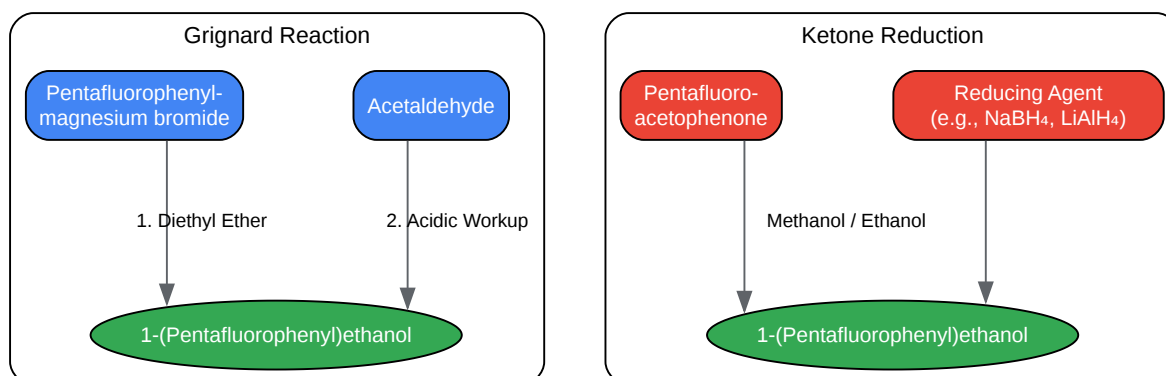 Grignard Reaction
Pentafluorophenyl-
magnesium bromide
Acetaldehyde
1. Diethyl Ether
2. Acidic Workup
1-(Pentafluorophenyl)ethanol
Ketone Reduction
Pentafluoro-
acetophenone
Reducing Agent
(e.g., NaBH₄, LiAlH₄)
Methanol / Ethanol
1-(Pentafluorophenyl)ethanol